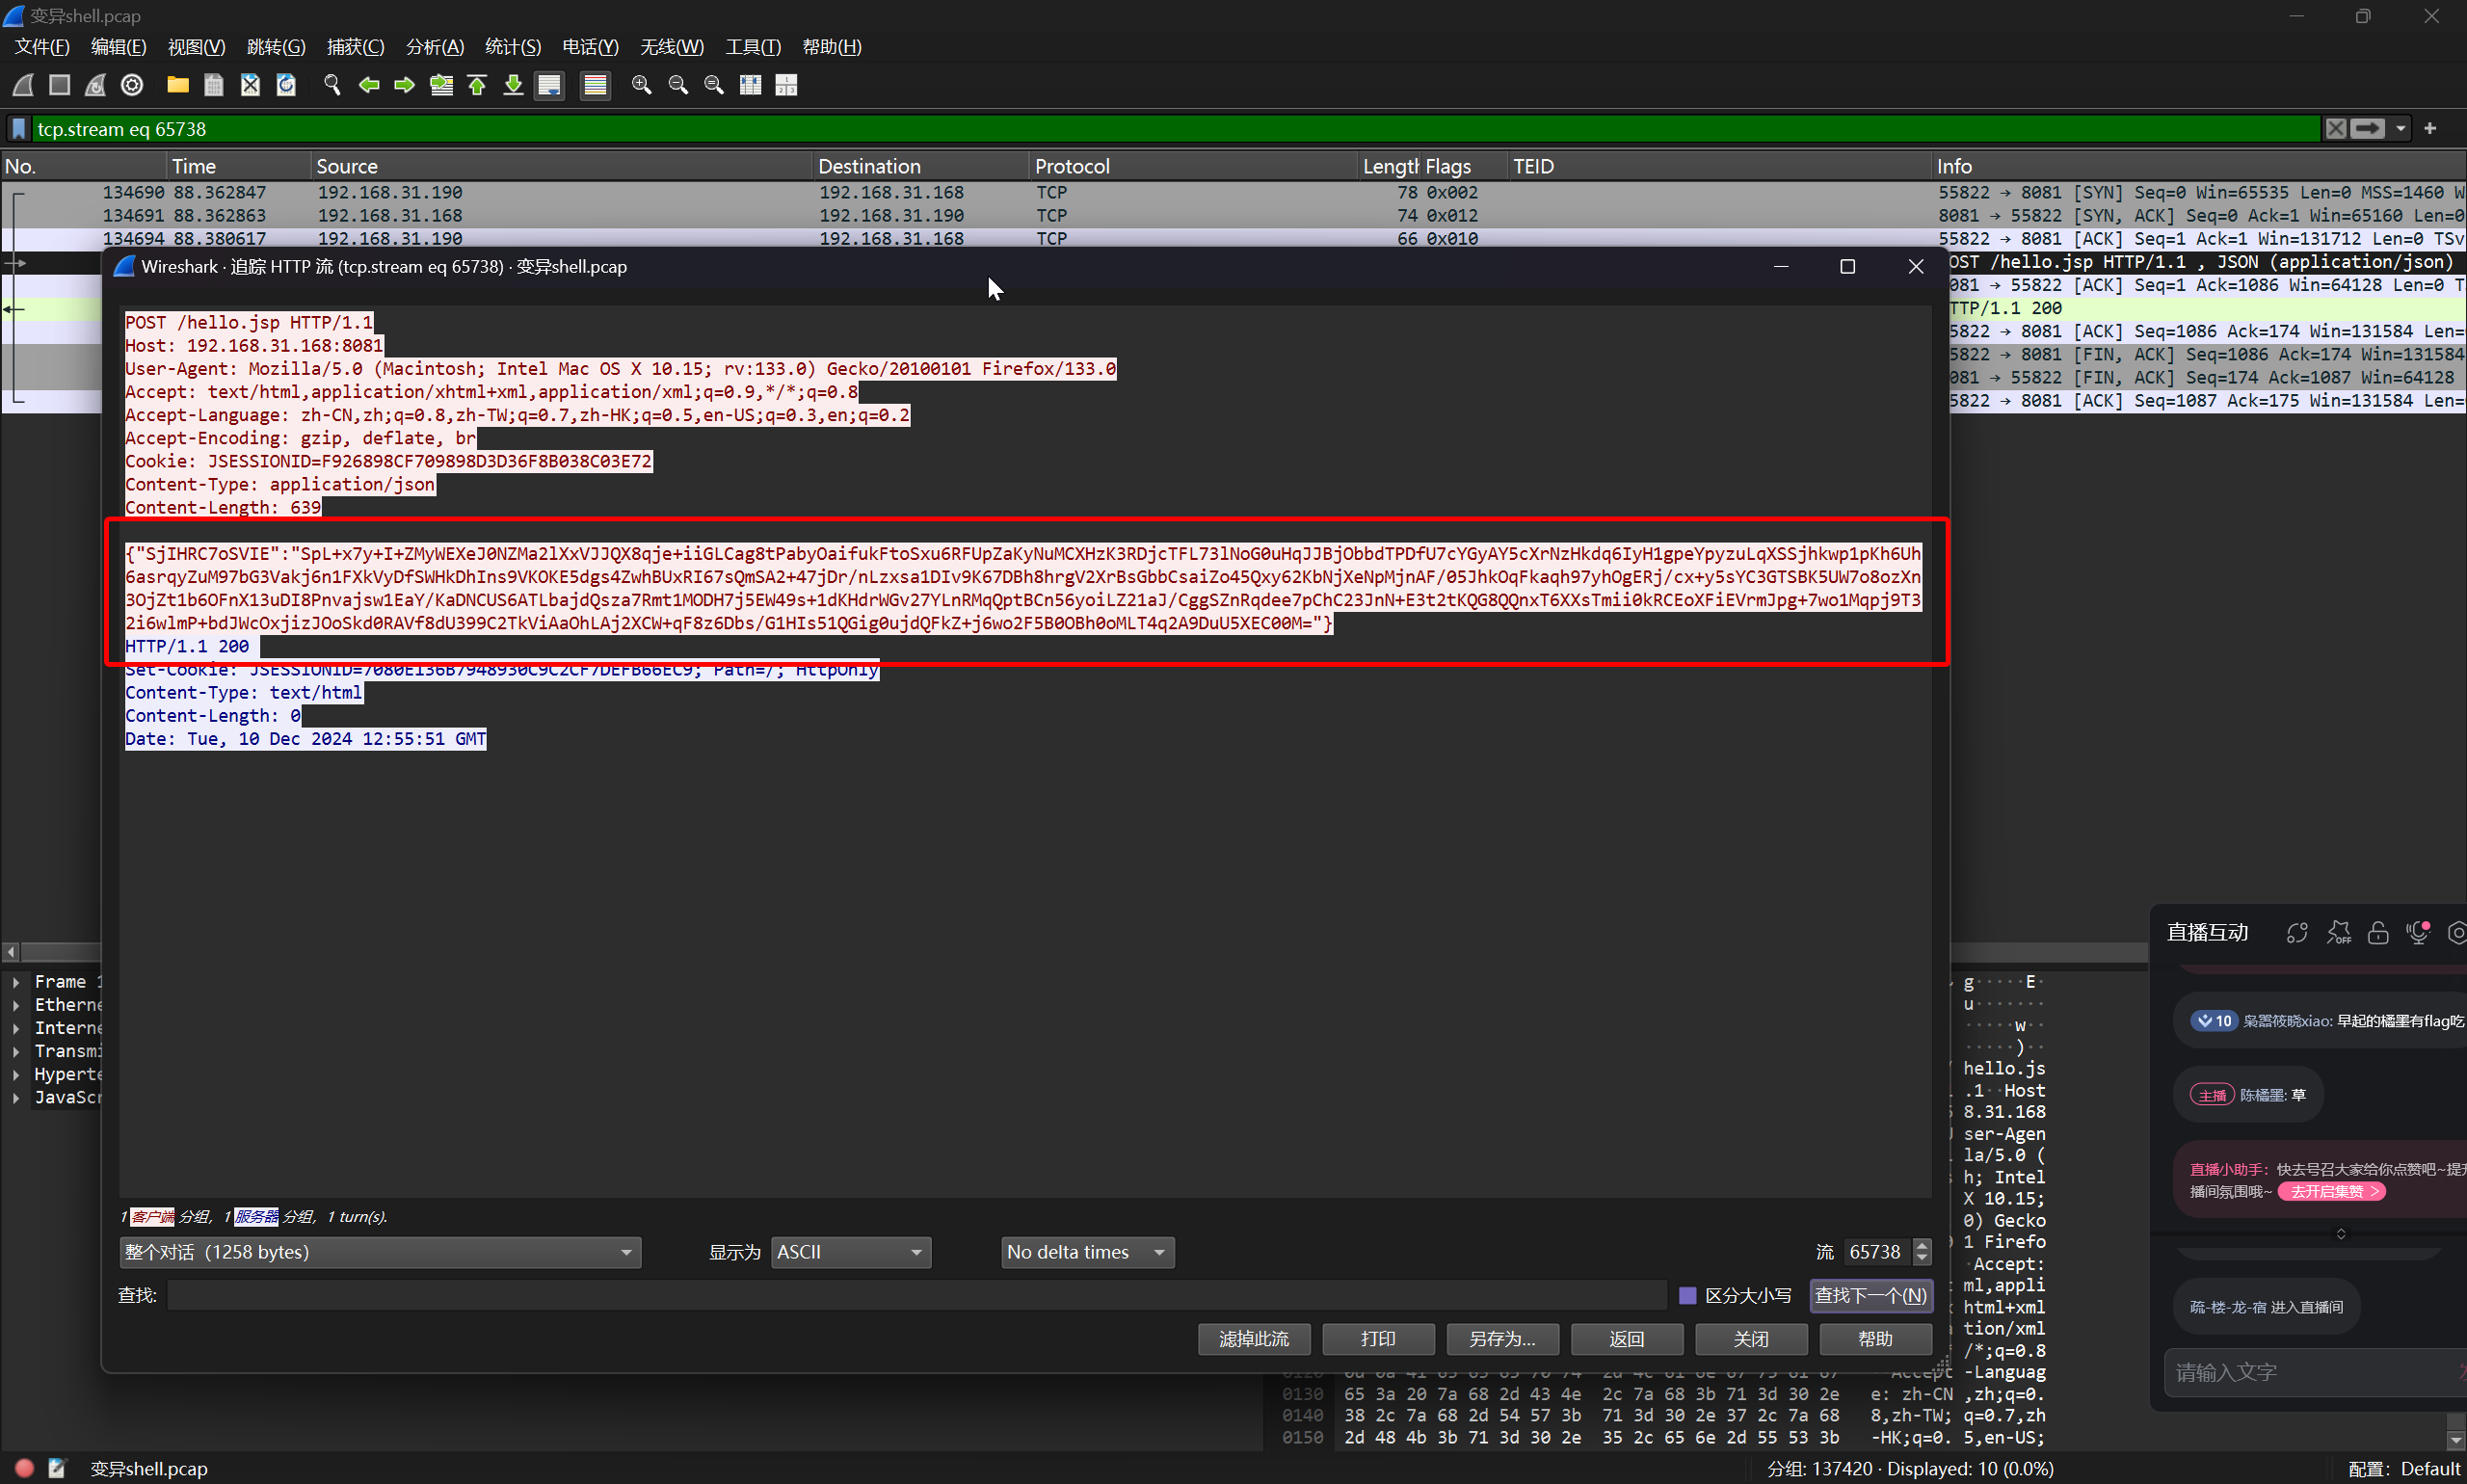 变异shell.pcap
文件(F) 编辑(E) 视图(V) 跳转(G) 捕获(C) 分析(A) 统计(S) 电话(Y) 无线(W) 工具(T) 帮助(H)
tcp.stream eq 65738
No. Time Source Destination Protocol Lengtl Flags TEID Info
134690 88.362847 192.168.31.190 192.168.31.168 TCP 78 0x002 55822 → 8081 [SYN] Seq=0 Win=65535 Len=0 MSS=1460 W
134691 88.362863 192.168.31.168 192.168.31.190 TCP 74 0x012 8081 → 55822 [SYN, ACK] Seq=0 Ack=1 Win=65160 Len=0
134694 88.380617 192.168.31.190 192.168.31.168 TCP 66 0x010 55822 → 8081 [ACK] Seq=1 Ack=1 Win=131712 Len=0 TSv
OST /hello.jsp HTTP/1.1 , JSON (application/json)
081 → 55822 [ACK] Seq=1 Ack=1086 Win=64128 Len=0 T
TTP/1.1 200
5822 → 8081 [ACK] Seq=1086 Ack=174 Win=131584 Len=
5822 → 8081 [FIN, ACK] Seq=1086 Ack=174 Win=131584
081 → 55822 [FIN, ACK] Seq=174 Ack=1087 Win=64128
5822 → 8081 [ACK] Seq=1087 Ack=175 Win=131584 Len=
Wireshark · 追踪 HTTP 流 (tcp.stream eq 65738) · 变异shell.pcap
POST /hello.jsp HTTP/1.1
Host: 192.168.31.168:8081
User-Agent: Mozilla/5.0 (Macintosh; Intel Mac OS X 10.15; rv:133.0) Gecko/20100101 Firefox/133.0
Accept: text/html,application/xhtml+xml,application/xml;q=0.9,*/*;q=0.8
Accept-Language: zh-CN,zh;q=0.8,zh-TW;q=0.7,zh-HK;q=0.5,en-US;q=0.3,en;q=0.2
Accept-Encoding: gzip, deflate, br
Cookie: JSESSIONID=F926898CF709898D3D36F8B038C03E72
Content-Type: application/json
Content-Length: 639
{"SjIHRC7oSVIE":"SpL+x7y+I+ZMyWEXeJ0NZMa2lXxVJJQX8qje+iiGLCag8tPabyOaifukFtoSxu6RFUpZaKyNuMCXHzK3RDjcTFL73lNoG0uHqJJBjObbdTPDfU7cYGyAY5cXrNzHkdq6IyH1gpeYpyzuLqXSSjhkwp1pKh6Uh
6asrqyZuM97bG3Vakj6n1FXkVyDfSWHkDhIns9VKOKE5dgs4ZwhBUxRI67sQmSA2+47jDr/nLzxsa1DIv9K67DBh8hrgV2XrBsGbbCsaiZo45Qxy62KbNjXeNpMjnAF/05JhkOqFkaqh97yhOgERj/cx+y5sYC3GTSBK5UW7o8ozXn
3OjZt1b6OFnX13uDI8Pnvajsw1EaY/KaDNCUS6ATLbajdQsza7Rmt1MODH7j5EW49s+1dKHdrWGv27YLnRMqQptBCn56yoiLZ21aJ/CggSZnRqdee7pChC23JnN+E3t2tKQG8QQnxT6XXsTmii0kRCEoXFiEVrmJpg+7wo1Mqpj9T3
2i6wlmP+bdJWcOxjizJOoSkd0RAVf8dU399C2TkViAaOhLAj2XCW+qF8z6Dbs/G1HIs51QGig0ujdQFkZ+j6wo2F5B0OBh0oMLT4q2A9DuU5XEC00M="}
HTTP/1.1 200
Set-Cookie: JSESSIONID=7080E136B7948930C9C2CF7DEFB66EC9; Path=/; HttpOnly
Content-Type: text/html
Content-Length: 0
Date: Tue, 10 Dec 2024 12:55:51 GMT
1 客户端 分组, 1 服务器 分组, 1 turn(s).
整个对话 (1258 bytes) 显示为 ASCII No delta times 流 65738
查找: 区分大小写 查找下一个(N)
滤掉此流 打印 另存为... 返回 关闭 帮助
Frame 1
Etherne
Interne
Transmi
Hyperte
JavaScr
g·····E·
u·······
·····w··
·····)··
hello.js
.1··Host
8.31.168
ser-Agen
la/5.0 (
h; Intel
X 10.15;
0) Gecko
1 Firefo
·Accept:
ml,appli
html+xml
tion/xml
/*;q=0.8
-Languag
0130 65 3a 20 7a 68 2d 43 4e 2c 7a 68 3b 71 3d 30 2e e: zh-CN ,zh;q=0.
0140 38 2c 7a 68 2d 54 57 3b 71 3d 30 2e 37 2c 7a 68 8,zh-TW; q=0.7,zh
0150 2d 48 4b 3b 71 3d 30 2e 35 2c 65 6e 2d 55 53 3b -HK;q=0. 5,en-US;
直播互动
OFF
10 枭嚣筱晓xiao: 早起的橘墨有flag吃
主播 陈橘墨: 草
直播小助手: 快去号召大家给你点赞吧~提升
播间氛围哦~ 去开启集赞 >
疏-楼-龙-宿 进入直播间
请输入文字
变异shell.pcap 分组: 137420 · Displayed: 10 (0.0%) 配置: Default